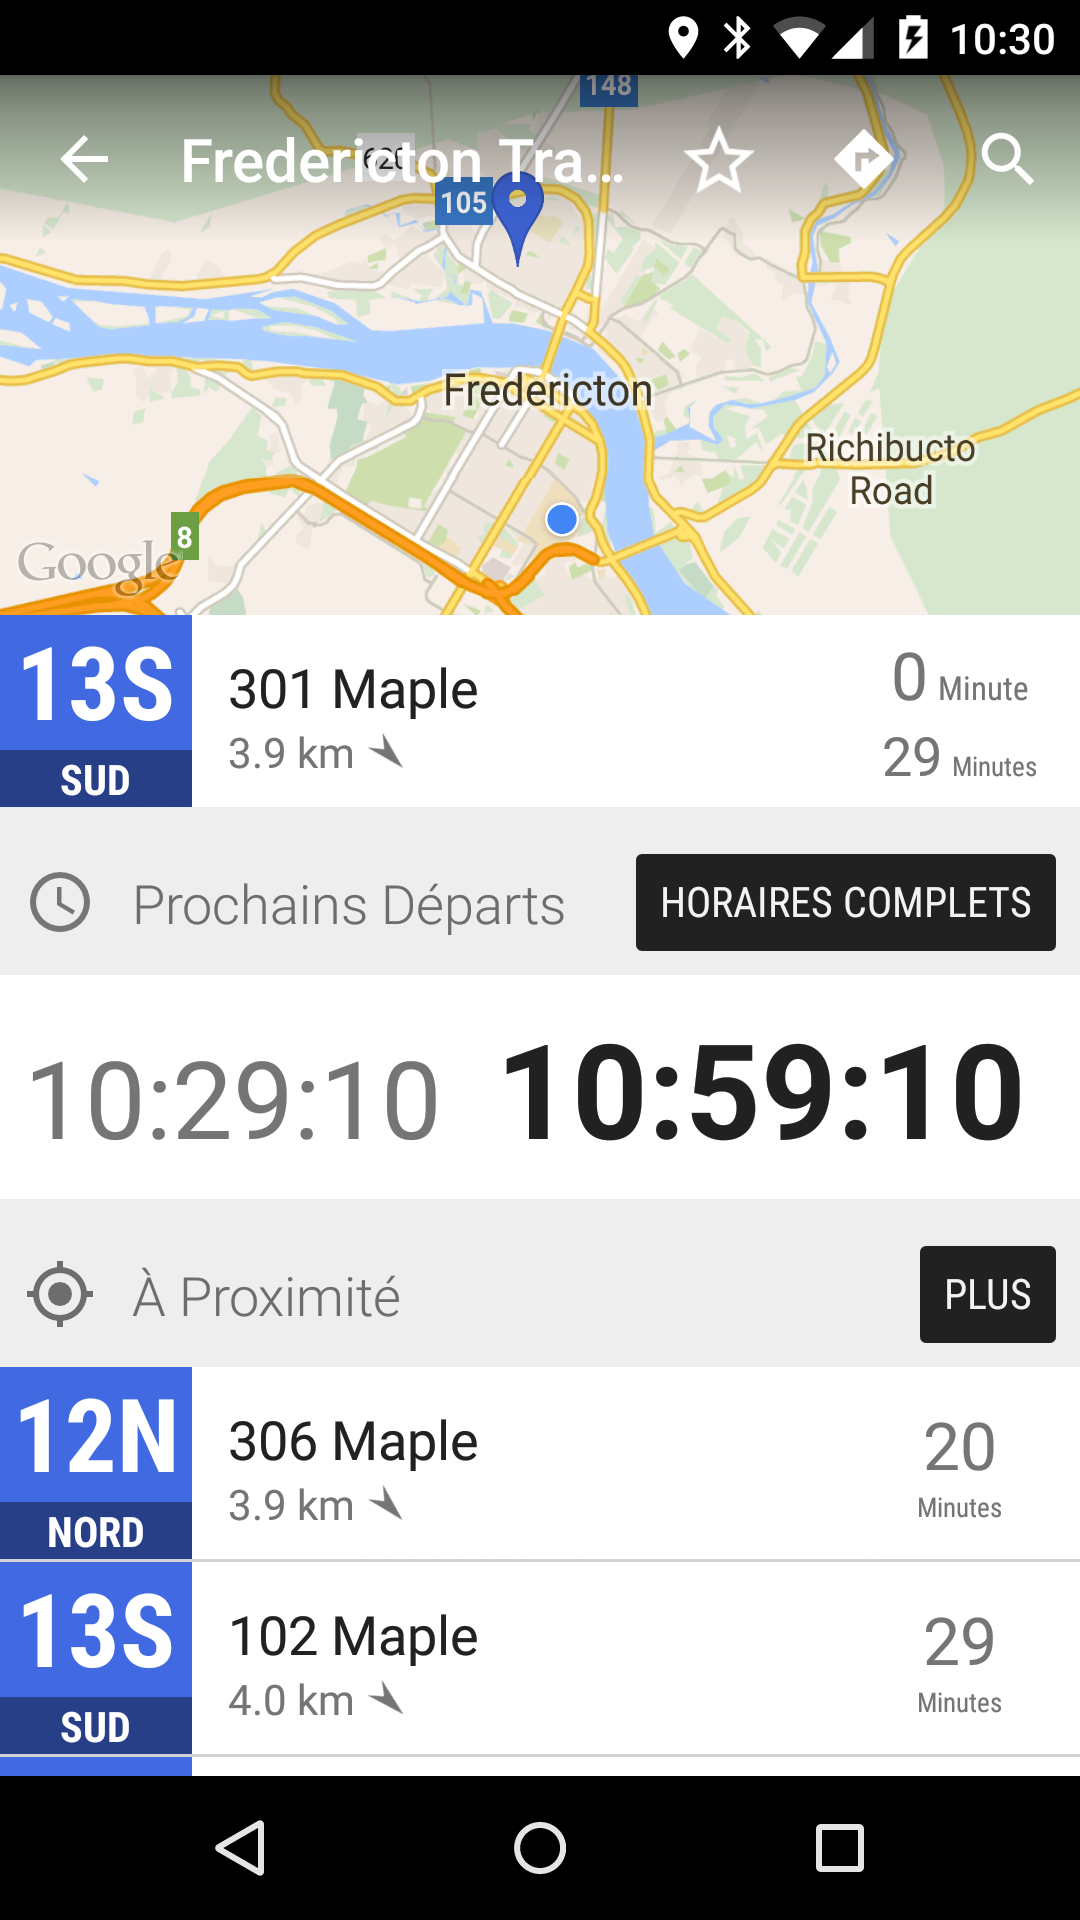 10:30
148
Fredericton Tra...
620
105
Fredericton
Richibucto
Road
8
Google
13S
SUD
301 Maple
3.9 km
0 Minute
29 Minutes
Prochains Départs
HORAIRES COMPLETS
10:29:10 10:59:10
À Proximité
PLUS
12N
NORD
306 Maple
3.9 km
20
Minutes
13S
SUD
102 Maple
4.0 km
29
Minutes